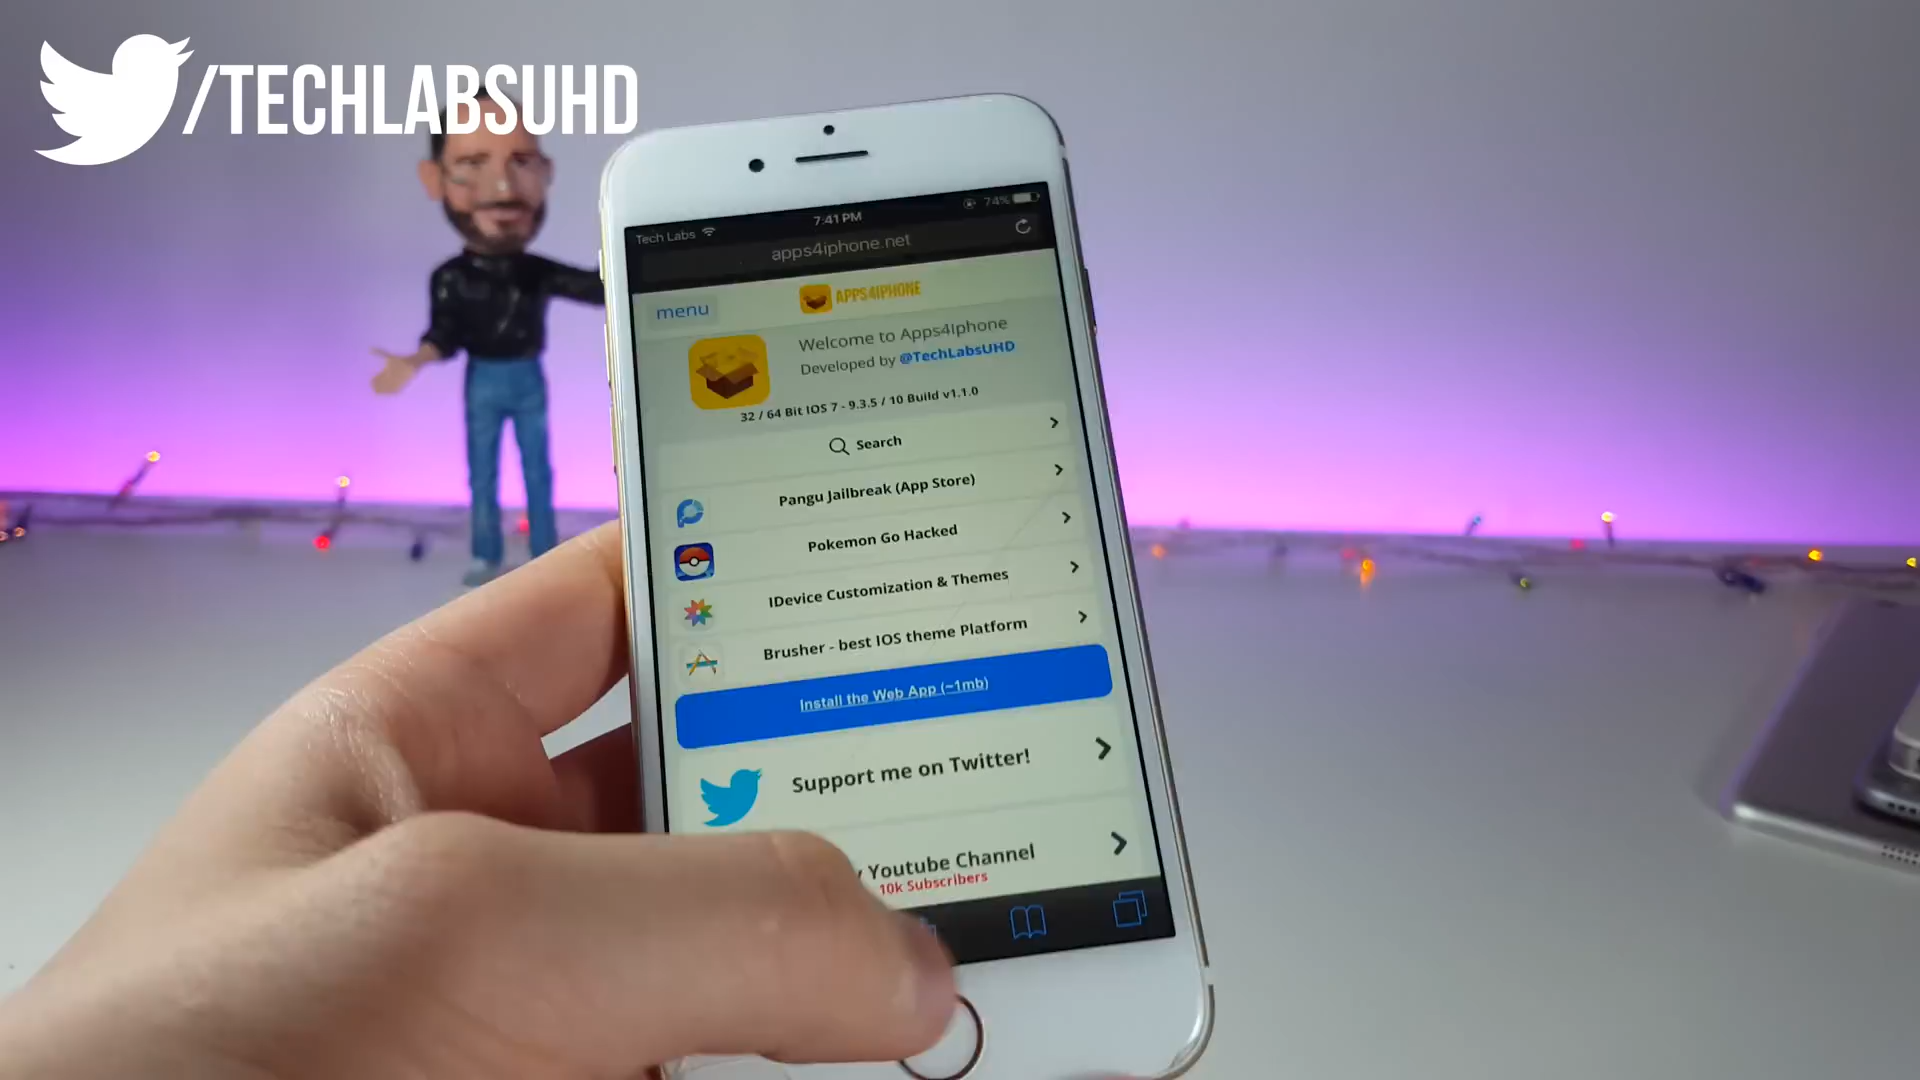 /TECHLABSUHD
Tech Labs
7:41 PM
74%
apps4iphone.net
menu
APPS4IPHONE
Welcome to Apps4Iphone
Developed by @TechLabsUHD
32 / 64 Bit IOS 7 - 9.3.5 / 10 Build v1.1.0
Search
Pangu Jailbreak (App Store)
Pokemon Go Hacked
IDevice Customization & Themes
Brusher - best IOS theme Platform
Install the Web App (~1mb)
Support me on Twitter!
Youtube Channel
10k Subscribers